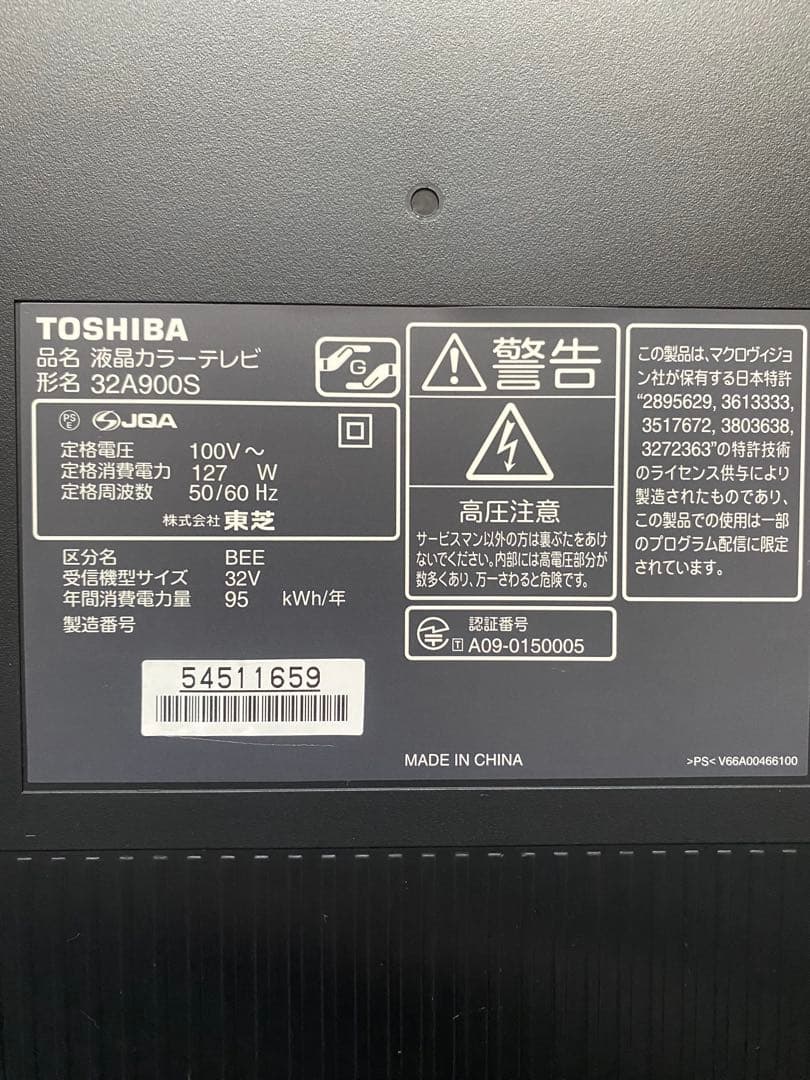 TOSHIBA
品名 液晶カラーテレビ
形名 32A900S
G
PS
E
JQA
定格電圧 100V～
定格消費電力 127 W
定格周波数 50/60 Hz
株式会社 東芝
区分名 BEE
受信機型サイズ 32V
年間消費電力量 95 kWh/年
製造番号
54511659
警告
高圧注意
サービスマン以外の方は裏ぶたをあけ
ないでください。内部には高電圧部分が
数多くあり、万一さわると危険です。
認証番号
T A09-0150005
この製品は、マクロヴィジョ
ン社が保有する日本特許
“2895629, 3613333,
3517672, 3803638,
3272363”の特許技術
のライセンス供与により
製造されたものであり、
この製品での使用は一部
のプログラム配信に限定
されています。
MADE IN CHINA
>PS< V66A00466100